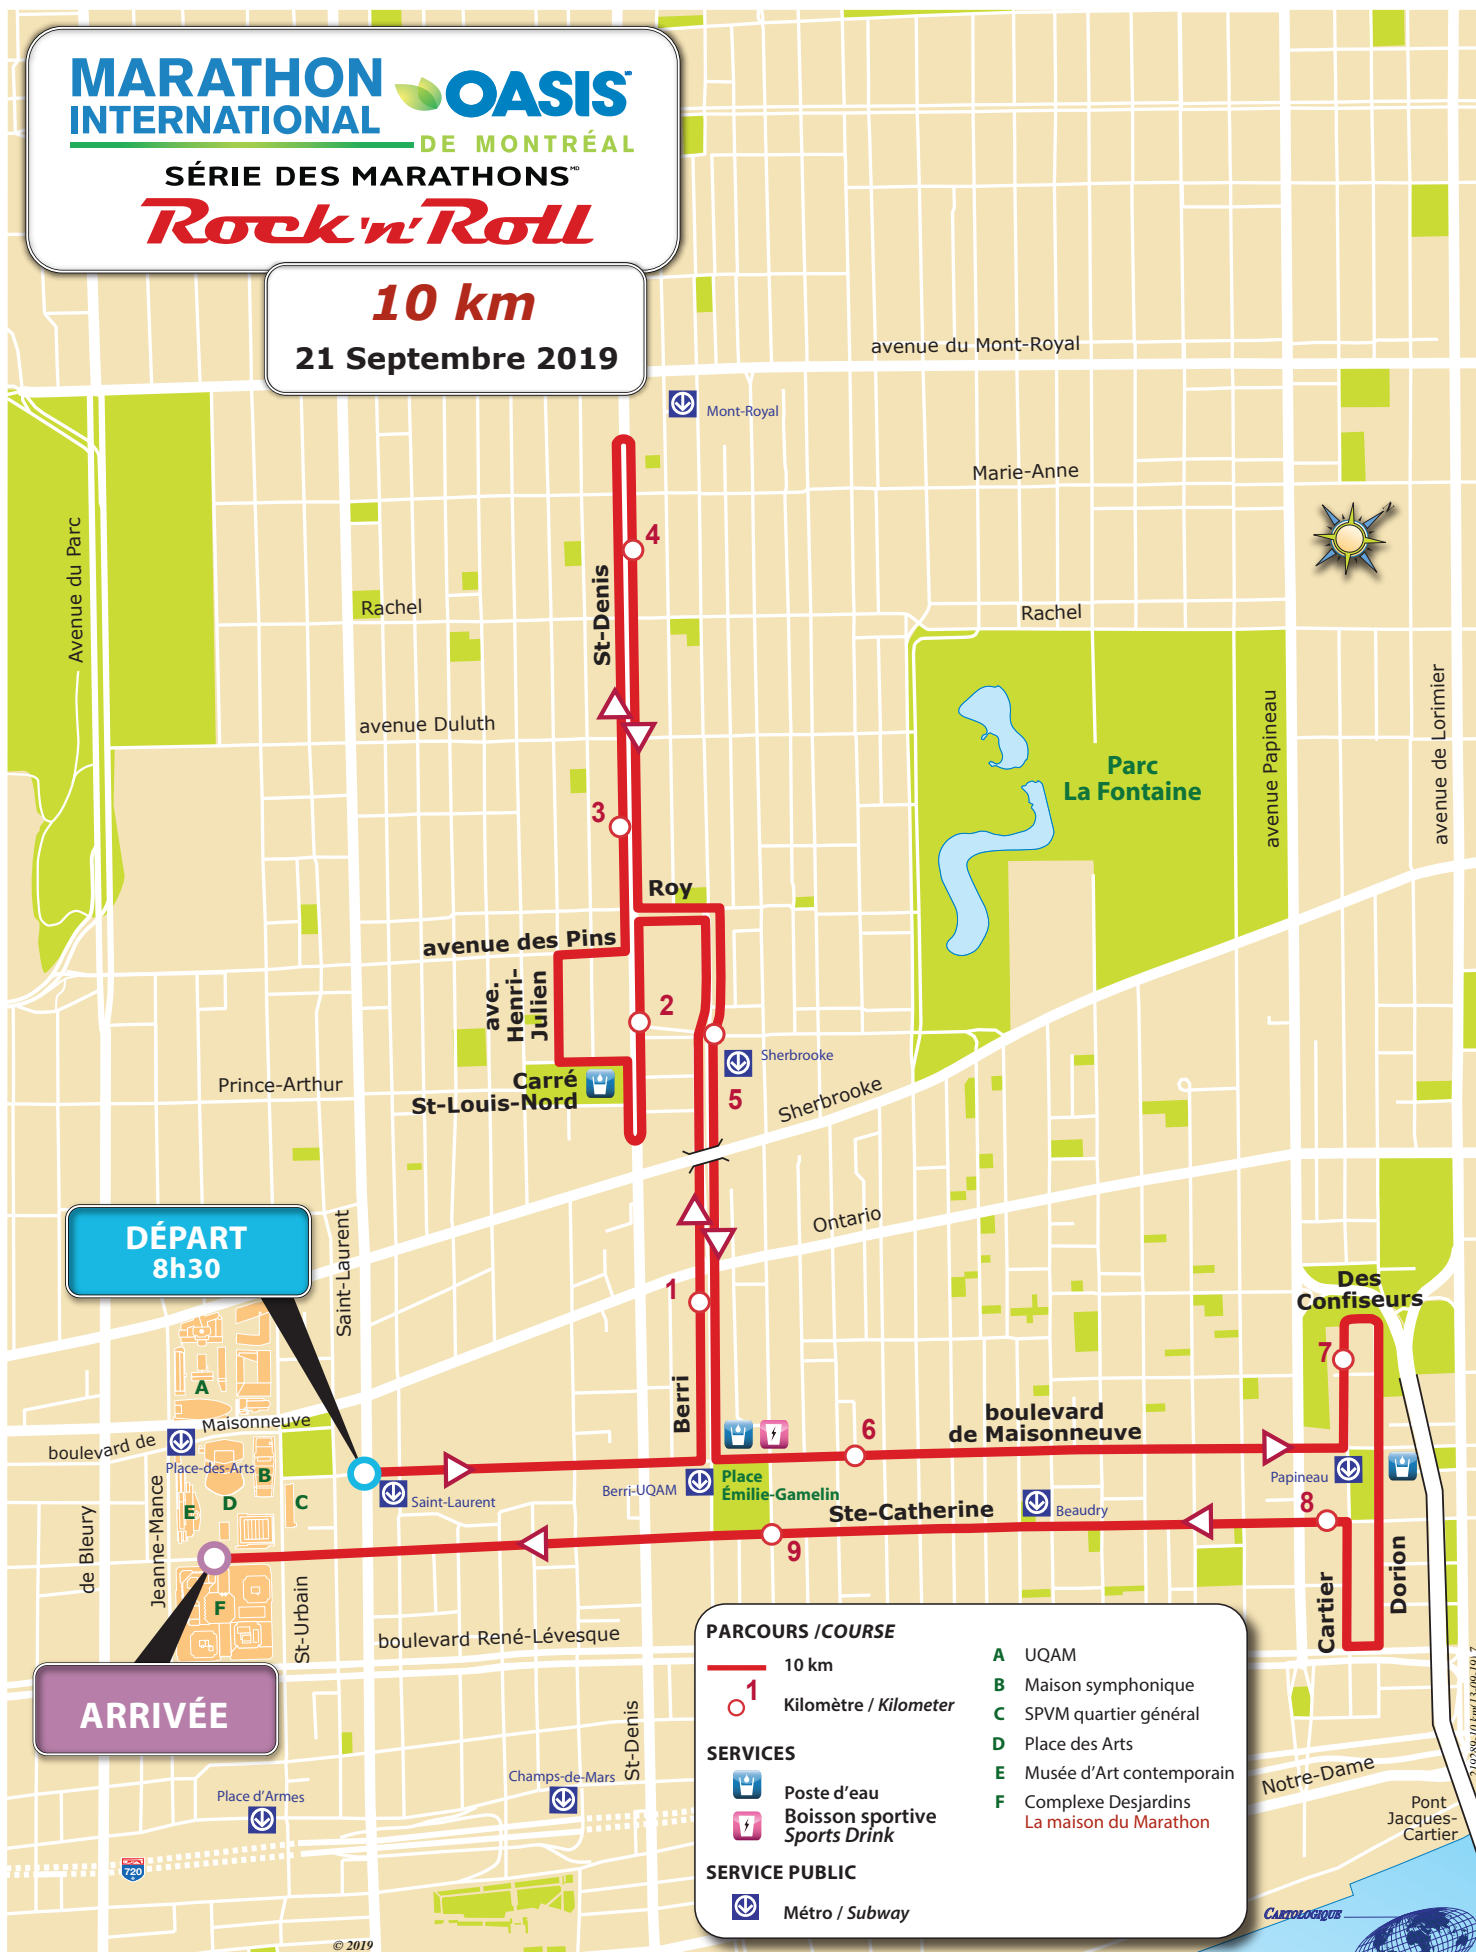 MARATHON
INTERNATIONAL
OASIS
DE MONTRÉAL
SÉRIE DES MARATHONS MD
Rock 'n' Roll
10 km
21 Septembre 2019
avenue du Mont-Royal
Mont-Royal
Marie-Anne
4
Avenue du Parc
St-Denis
Rachel
Rachel
avenue Duluth
avenue Papineau
avenue de Lorimier
Parc
La Fontaine
3
Roy
avenue des Pins
ave.
Henri-
Julien
2
Sherbrooke
Prince-Arthur
Carré
St-Louis-Nord
5
Sherbrooke
DÉPART
8h30
Saint-Laurent
Ontario
1
Des
Confiseurs
7
A
Berri
Maisonneuve
boulevard de
boulevard
de Maisonneuve
6
Place-des-Arts
B
Papineau
Saint-Laurent
Berri-UQAM
Place
Émilie-Gamelin
Ste-Catherine
Beaudry
8
C
D
E
9
de Bleury
Jeanne-Mance
F
St-Urbain
Cartier
Dorion
boulevard René-Lévesque
ARRIVÉE
St-Denis
Champs-de-Mars
Place d'Armes
720
PARCOURS /COURSE
10 km
1
Kilomètre / Kilometer
SERVICES
Poste d'eau
Boisson sportive
Sports Drink
SERVICE PUBLIC
Métro / Subway
A UQAM
B Maison symphonique
C SPVM quartier général
D Place des Arts
E Musée d'Art contemporain
F Complexe Desjardins
La maison du Marathon
Notre-Dame
Pont
Jacques-
Cartier
CARTOLOGIQUE
© 2019